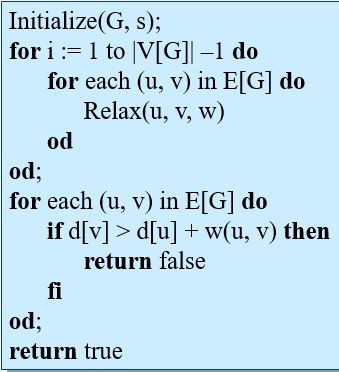 Initialize(G, s);
for i := 1 to |V[G]| –1 do
for each (u, v) in E[G] do
Relax(u, v, w)
od
od;
for each (u, v) in E[G] do
if d[v] > d[u] + w(u, v) then
return false
fi
od;
return true